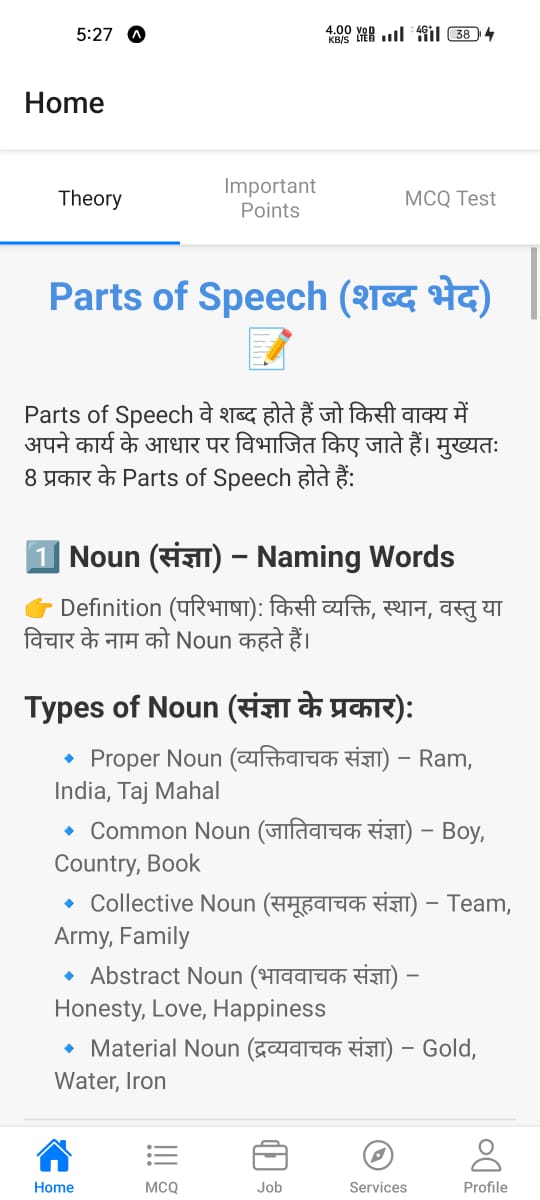 5:27
4.00 KB/S VoD LTE 4G+ 38
Home
Theory
Important
Points
MCQ Test
Parts of Speech (शब्द भेद)
📝
Parts of Speech वे शब्द होते हैं जो किसी वाक्य में
अपने कार्य के आधार पर विभाजित किए जाते हैं। मुख्यतः
8 प्रकार के Parts of Speech होते हैं:
1️⃣ Noun (संज्ञा) – Naming Words
👉 Definition (परिभाषा): किसी व्यक्ति, स्थान, वस्तु या
विचार के नाम को Noun कहते हैं।
Types of Noun (संज्ञा के प्रकार):
🔹 Proper Noun (व्यक्तिवाचक संज्ञा) – Ram,
India, Taj Mahal
🔹 Common Noun (जातिवाचक संज्ञा) – Boy,
Country, Book
🔹 Collective Noun (समूहवाचक संज्ञा) – Team,
Army, Family
🔹 Abstract Noun (भाववाचक संज्ञा) –
Honesty, Love, Happiness
🔹 Material Noun (द्रव्यवाचक संज्ञा) – Gold,
Water, Iron
Home
MCQ
Job
Services
Profile